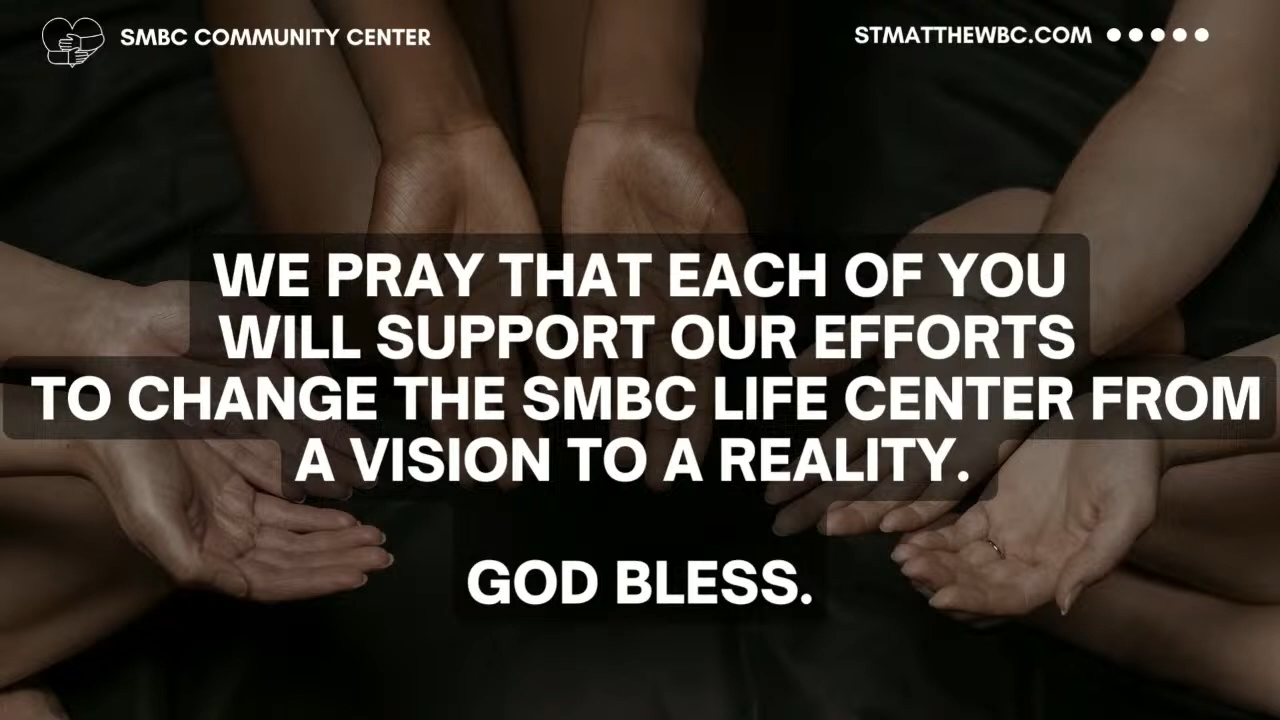 SMBC COMMUNITY CENTER
STMATTHEWBC.COM
WE PRAY THAT EACH OF YOU
WILL SUPPORT OUR EFFORTS
TO CHANGE THE SMBC LIFE CENTER FROM
A VISION TO A REALITY.
GOD BLESS.